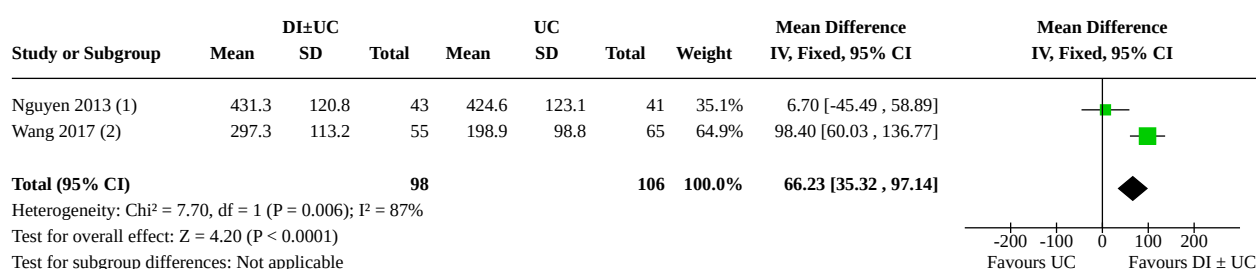 DI±UC UC Mean Difference Mean Difference
Study or Subgroup Mean SD Total Mean SD Total Weight IV, Fixed, 95% CI IV, Fixed, 95% CI
Nguyen 2013 (1) 431.3 120.8 43 424.6 123.1 41 35.1% 6.70 [-45.49 , 58.89]
Wang 2017 (2) 297.3 113.2 55 198.9 98.8 65 64.9% 98.40 [60.03 , 136.77]
Total (95% CI) 98 106 100.0% 66.23 [35.32 , 97.14]
Heterogeneity: Chi² = 7.70, df = 1 (P = 0.006); I² = 87%
Test for overall effect: Z = 4.20 (P < 0.0001)
-200 -100 0 100 200
Test for subgroup differences: Not applicable
Favours UC Favours DI ± UC